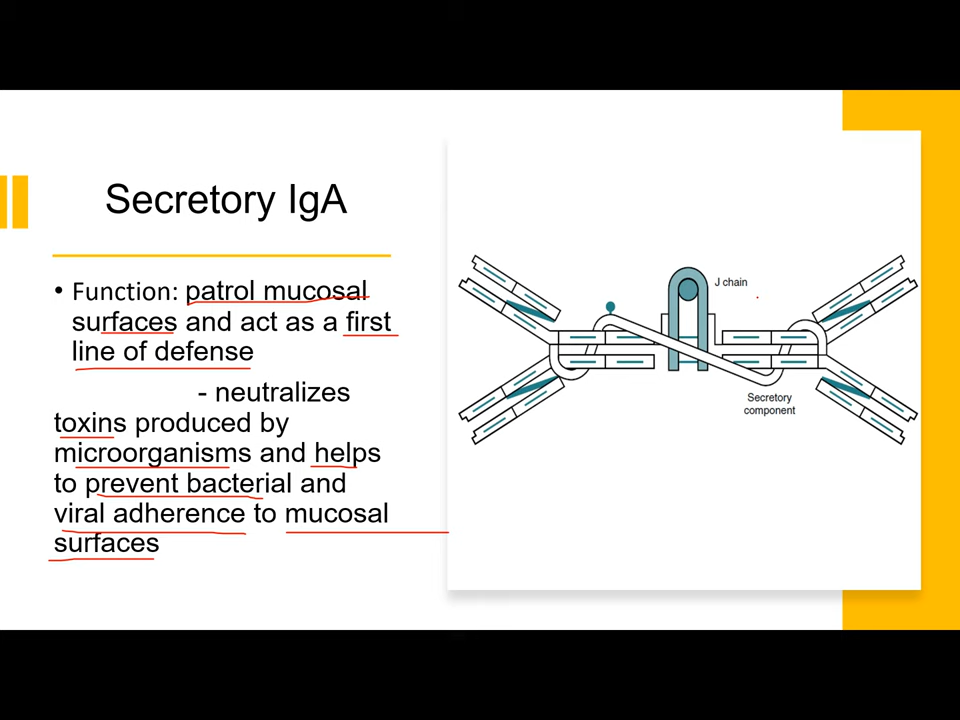 Secretory IgA
• Function: patrol mucosal
surfaces and act as a first
line of defense
- neutralizes
toxins produced by
microorganisms and helps
to prevent bacterial and
viral adherence to mucosal
surfaces
J chain
Secretory
component